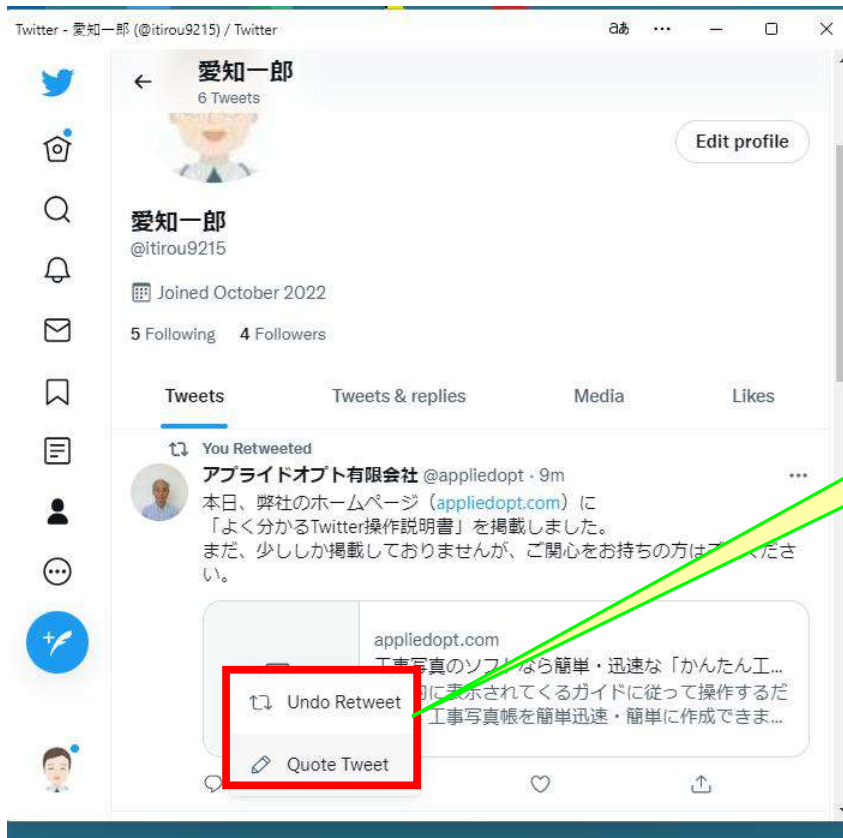 Twitter - 愛知一郎 (@itirou9215) / Twitter
aあ
愛知一郎
6 Tweets
Edit profile
愛知一郎
@itirou9215
Joined October 2022
5 Following 4 Followers
Tweets Tweets & replies Media Likes
You Retweeted
アプライドオプト有限会社 @appliedopt · 9m
本日、弊社のホームページ（appliedopt.com）に
「よく分かるTwitter操作説明書」を掲載しました。
まだ、少ししか掲載しておりませんが、ご関心をお持ちの方はご くださ
い。
appliedopt.com
工事写真のソフトなら簡単・迅速な「かんたん工...
的に表示されてくるガイドに従って操作するだ
工事写真帳を簡単迅速・簡単に作成できま...
Undo Retweet
Quote Tweet